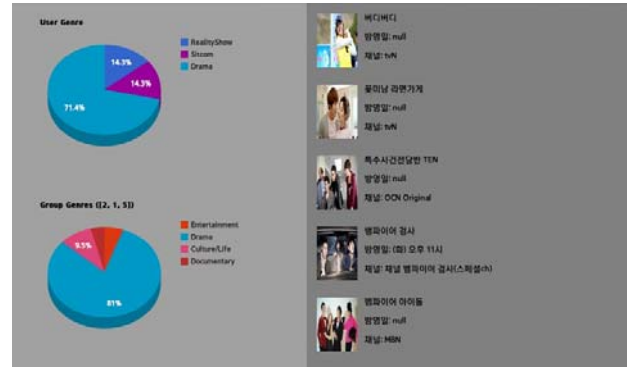 User Genre
RealityShow
Sitcom
Drama
14.3%
14.3%
71.4%
Group Genres ([2, 1, 5])
Entertainment
Drama
Culture/Life
Documentary
9.5%
81%
버디버디
방영일: null
채널: tvN
꽃미남 라면가게
방영일: null
채널: tvN
특수사건전담반 TEN
방영일: null
채널: OCN Original
뱀파이어 검사
방영일: (화) 오후 11시
채널: 채널 뱀파이어 검사(스페셜ch)
뱀파이어 아이돌
방영일: null
채널: MBN